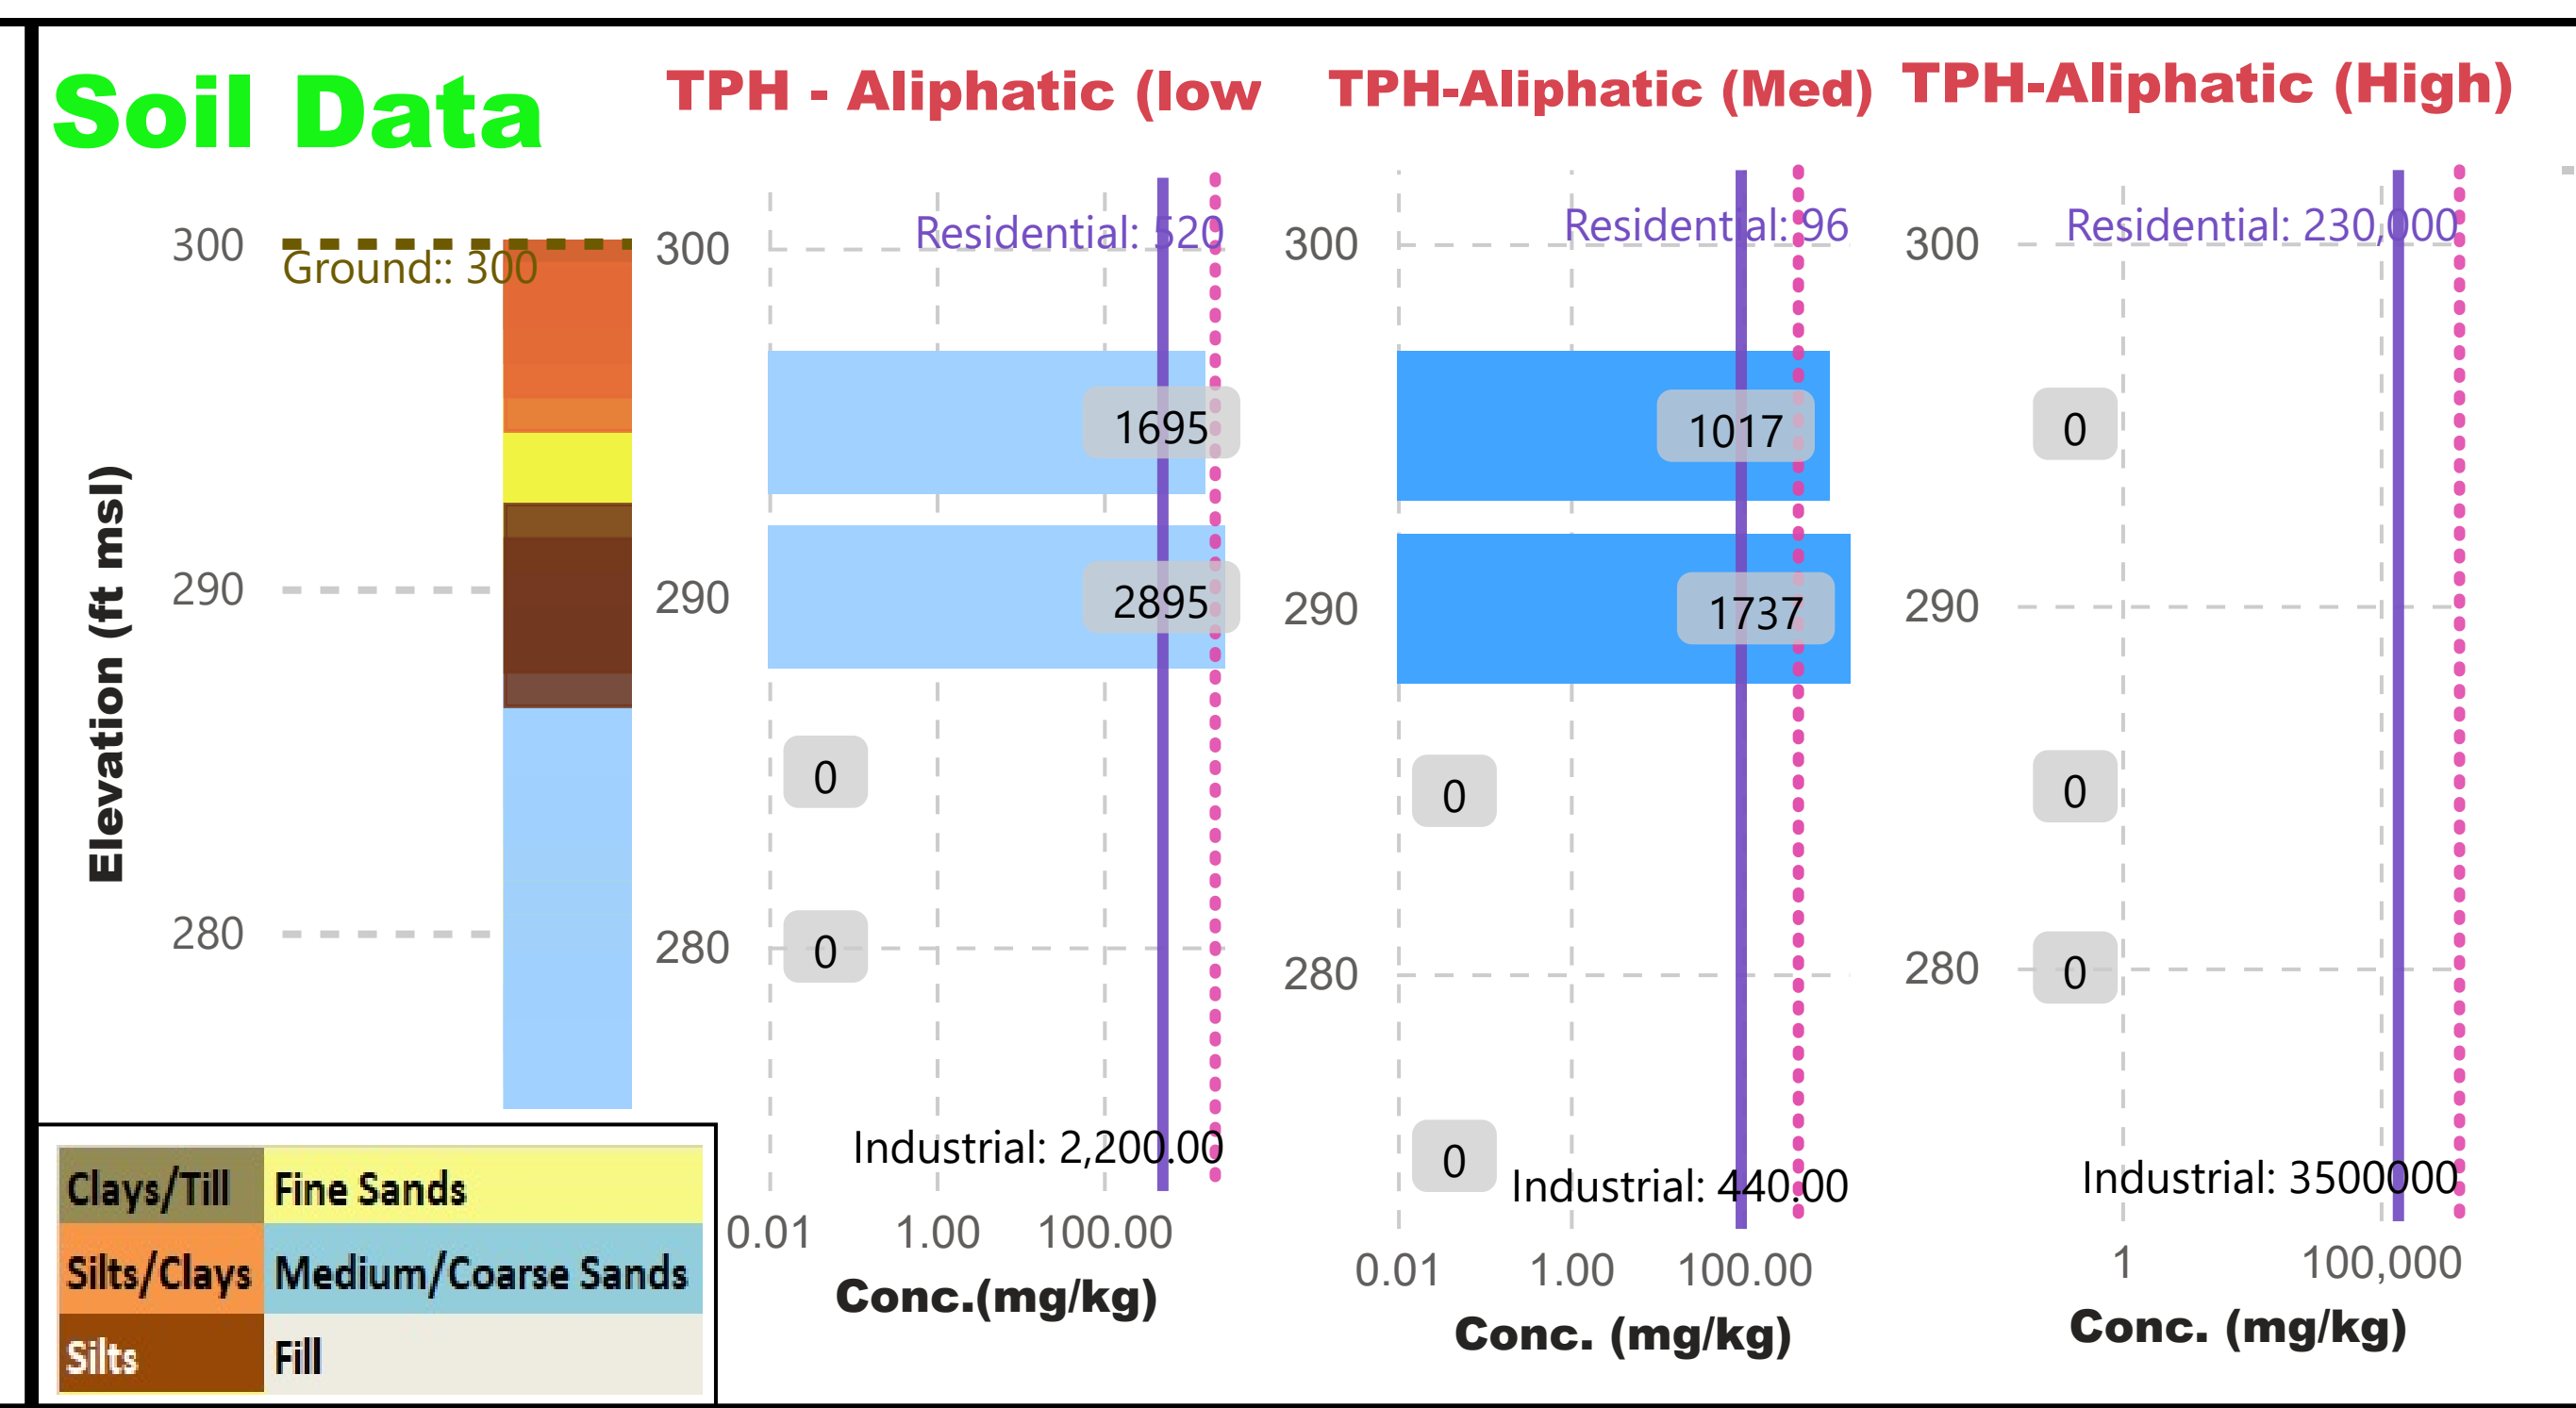 Soil Data
TPH - Aliphatic (low
TPH-Aliphatic (Med)
TPH-Aliphatic (High)
Elevation (ft msl)
300
Ground:: 300
290
280
300
Residential: 520
1695
290
2895
0
280
0
Industrial: 2,200.00
0.01 1.00 100.00
Conc.(mg/kg)
300
Residential: 96
1017
290
1737
0
280
0
Industrial: 440.00
0.01 1.00 100.00
Conc. (mg/kg)
300
Residential: 230,000
0
290
0
280
0
Industrial: 3500000
1 100,000
Conc. (mg/kg)
Clays/Till Fine Sands
Silts/Clays Medium/Coarse Sands
Silts Fill